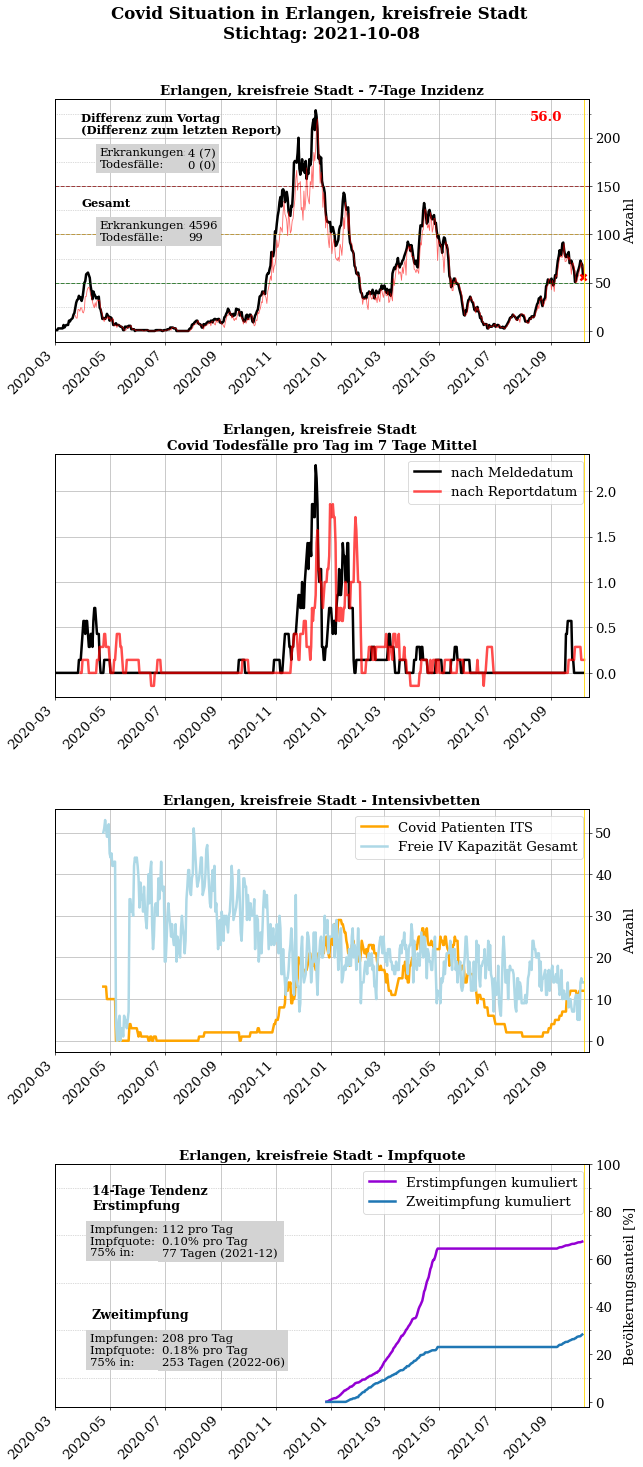 Covid Situation in Erlangen, kreisfreie Stadt
Stichtag: 2021-10-08
Erlangen, kreisfreie Stadt - 7-Tage Inzidenz
Differenz zum Vortag
(Differenz zum letzten Report)
Erkrankungen 4 (7)
Todesfälle: 0 (0)
Gesamt
Erkrankungen 4596
Todesfälle: 99
56.0
200
150
100
50
0
Anzahl
2020-03
2020-05
2020-07
2020-09
2020-11
2021-01
2021-03
2021-05
2021-07
2021-09
Erlangen, kreisfreie Stadt
Covid Todesfälle pro Tag im 7 Tage Mittel
nach Meldedatum
nach Reportdatum
2.0
1.5
1.0
0.5
0.0
2020-03
2020-05
2020-07
2020-09
2020-11
2021-01
2021-03
2021-05
2021-07
2021-09
Erlangen, kreisfreie Stadt - Intensivbetten
Covid Patienten ITS
Freie IV Kapazität Gesamt
50
40
30
20
10
0
Anzahl
2020-03
2020-05
2020-07
2020-09
2020-11
2021-01
2021-03
2021-05
2021-07
2021-09
Erlangen, kreisfreie Stadt - Impfquote
14-Tage Tendenz
Erstimpfung
Impfungen: 112 pro Tag
Impfquote: 0.10% pro Tag
75% in: 77 Tagen (2021-12)
Zweitimpfung
Impfungen: 208 pro Tag
Impfquote: 0.18% pro Tag
75% in: 253 Tagen (2022-06)
Erstimpfungen kumuliert
Zweitimpfung kumuliert
100
80
60
40
20
0
Bevölkerungsanteil [%]
2020-03
2020-05
2020-07
2020-09
2020-11
2021-01
2021-03
2021-05
2021-07
2021-09